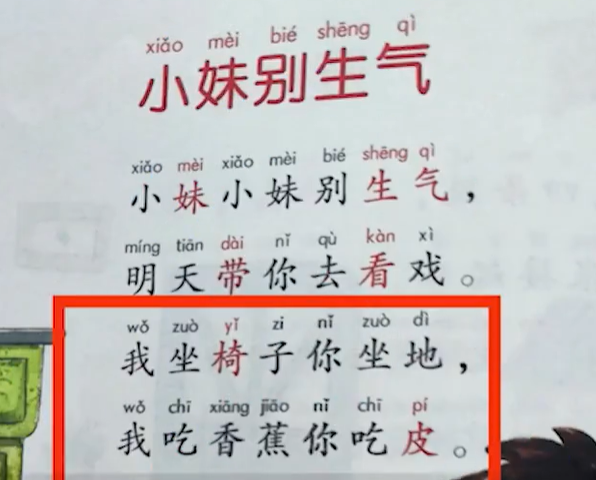 xiǎo mèi bié shēng qì
小妹别生气
xiǎo mèi xiǎo mèi bié shēng qì
小妹小妹别生气，
míng tiān dài nǐ qù kàn xì
明天带你去看戏。
wǒ zuò yǐ zi nǐ zuò dì
我坐椅子你坐地，
wǒ chī xiāng jiāo nǐ chī pí
我吃香蕉你吃皮。